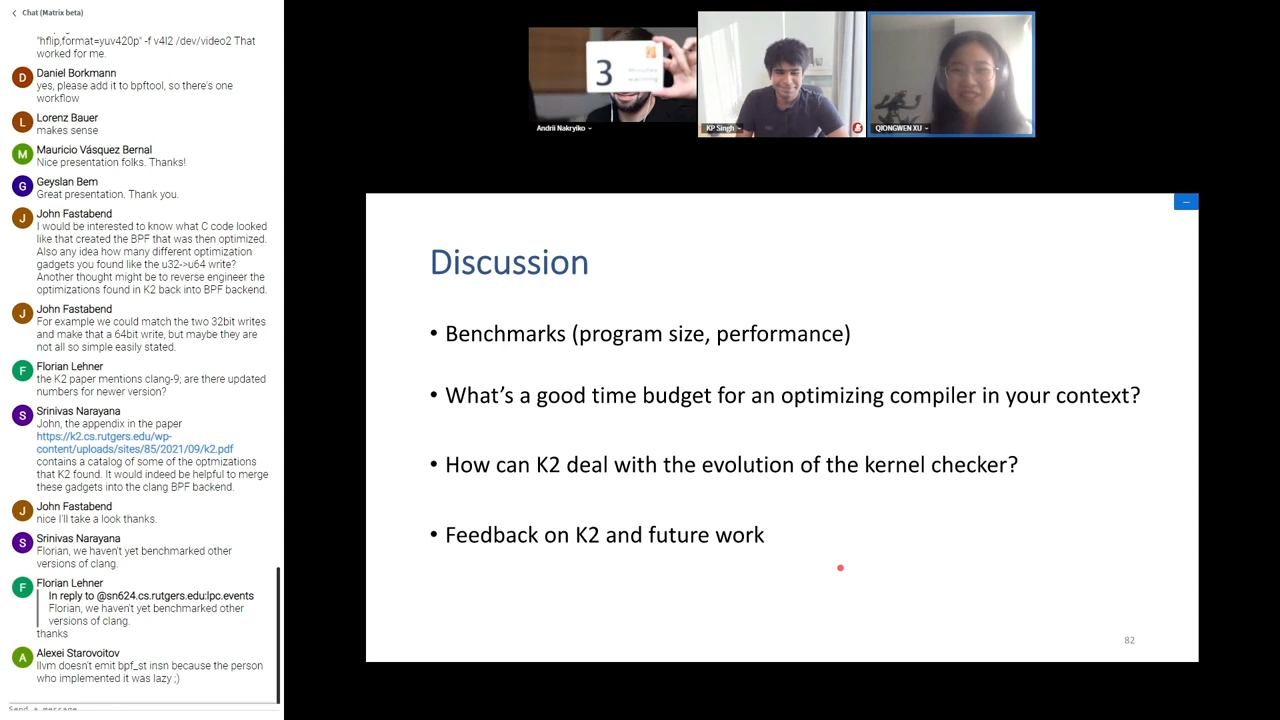 Chat (Matrix beta)
"hflip,format=yuv420p" -f v4l2 /dev/video2 That
worked for me.
D
Daniel Borkmann
yes, please add it to bpftool, so there's one
workflow
L
Lorenz Bauer
makes sense
M
Mauricio Vásquez Bernal
Nice presentation folks. Thanks!
G
Geyslan Bem
Great presentation. Thank you.
J
John Fastabend
I would be interested to know what C code looked
like that created the BPF that was then optimized.
Also any idea how many different optimization
gadgets you found like the u32->u64 write?
Another thought might be to reverse engineer the
optimizations found in K2 back into BPF backend.
J
John Fastabend
For example we could match the two 32bit writes
and make that a 64bit write, but maybe they are
not all so simple easily stated.
F
Florian Lehner
the K2 paper mentions clang-9; are there updated
numbers for newer version?
S
Srinivas Narayana
John, the appendix in the paper
https://k2.cs.rutgers.edu/wp-
content/uploads/sites/85/2021/09/k2.pdf
contains a catalog of some of the optmizations
that K2 found. It would indeed be helpful to merge
these gadgets into the clang BPF backend.
J
John Fastabend
nice I'll take a look thanks.
S
Srinivas Narayana
Florian, we haven't yet benchmarked other
versions of clang.
F
Florian Lehner
In reply to @sn624.cs.rutgers.edu:lpc.events
Florian, we haven't yet benchmarked other
versions of clang.
thanks
A
Alexei Starovoitov
llvm doesn't emit bpf_st insn because the person
who implemented it was lazy ;)
Send a message
3
Andrii Nakryiko
KP Singh
QIONGWEN XU
Discussion
• Benchmarks (program size, performance)
• What's a good time budget for an optimizing compiler in your context?
• How can K2 deal with the evolution of the kernel checker?
• Feedback on K2 and future work
82